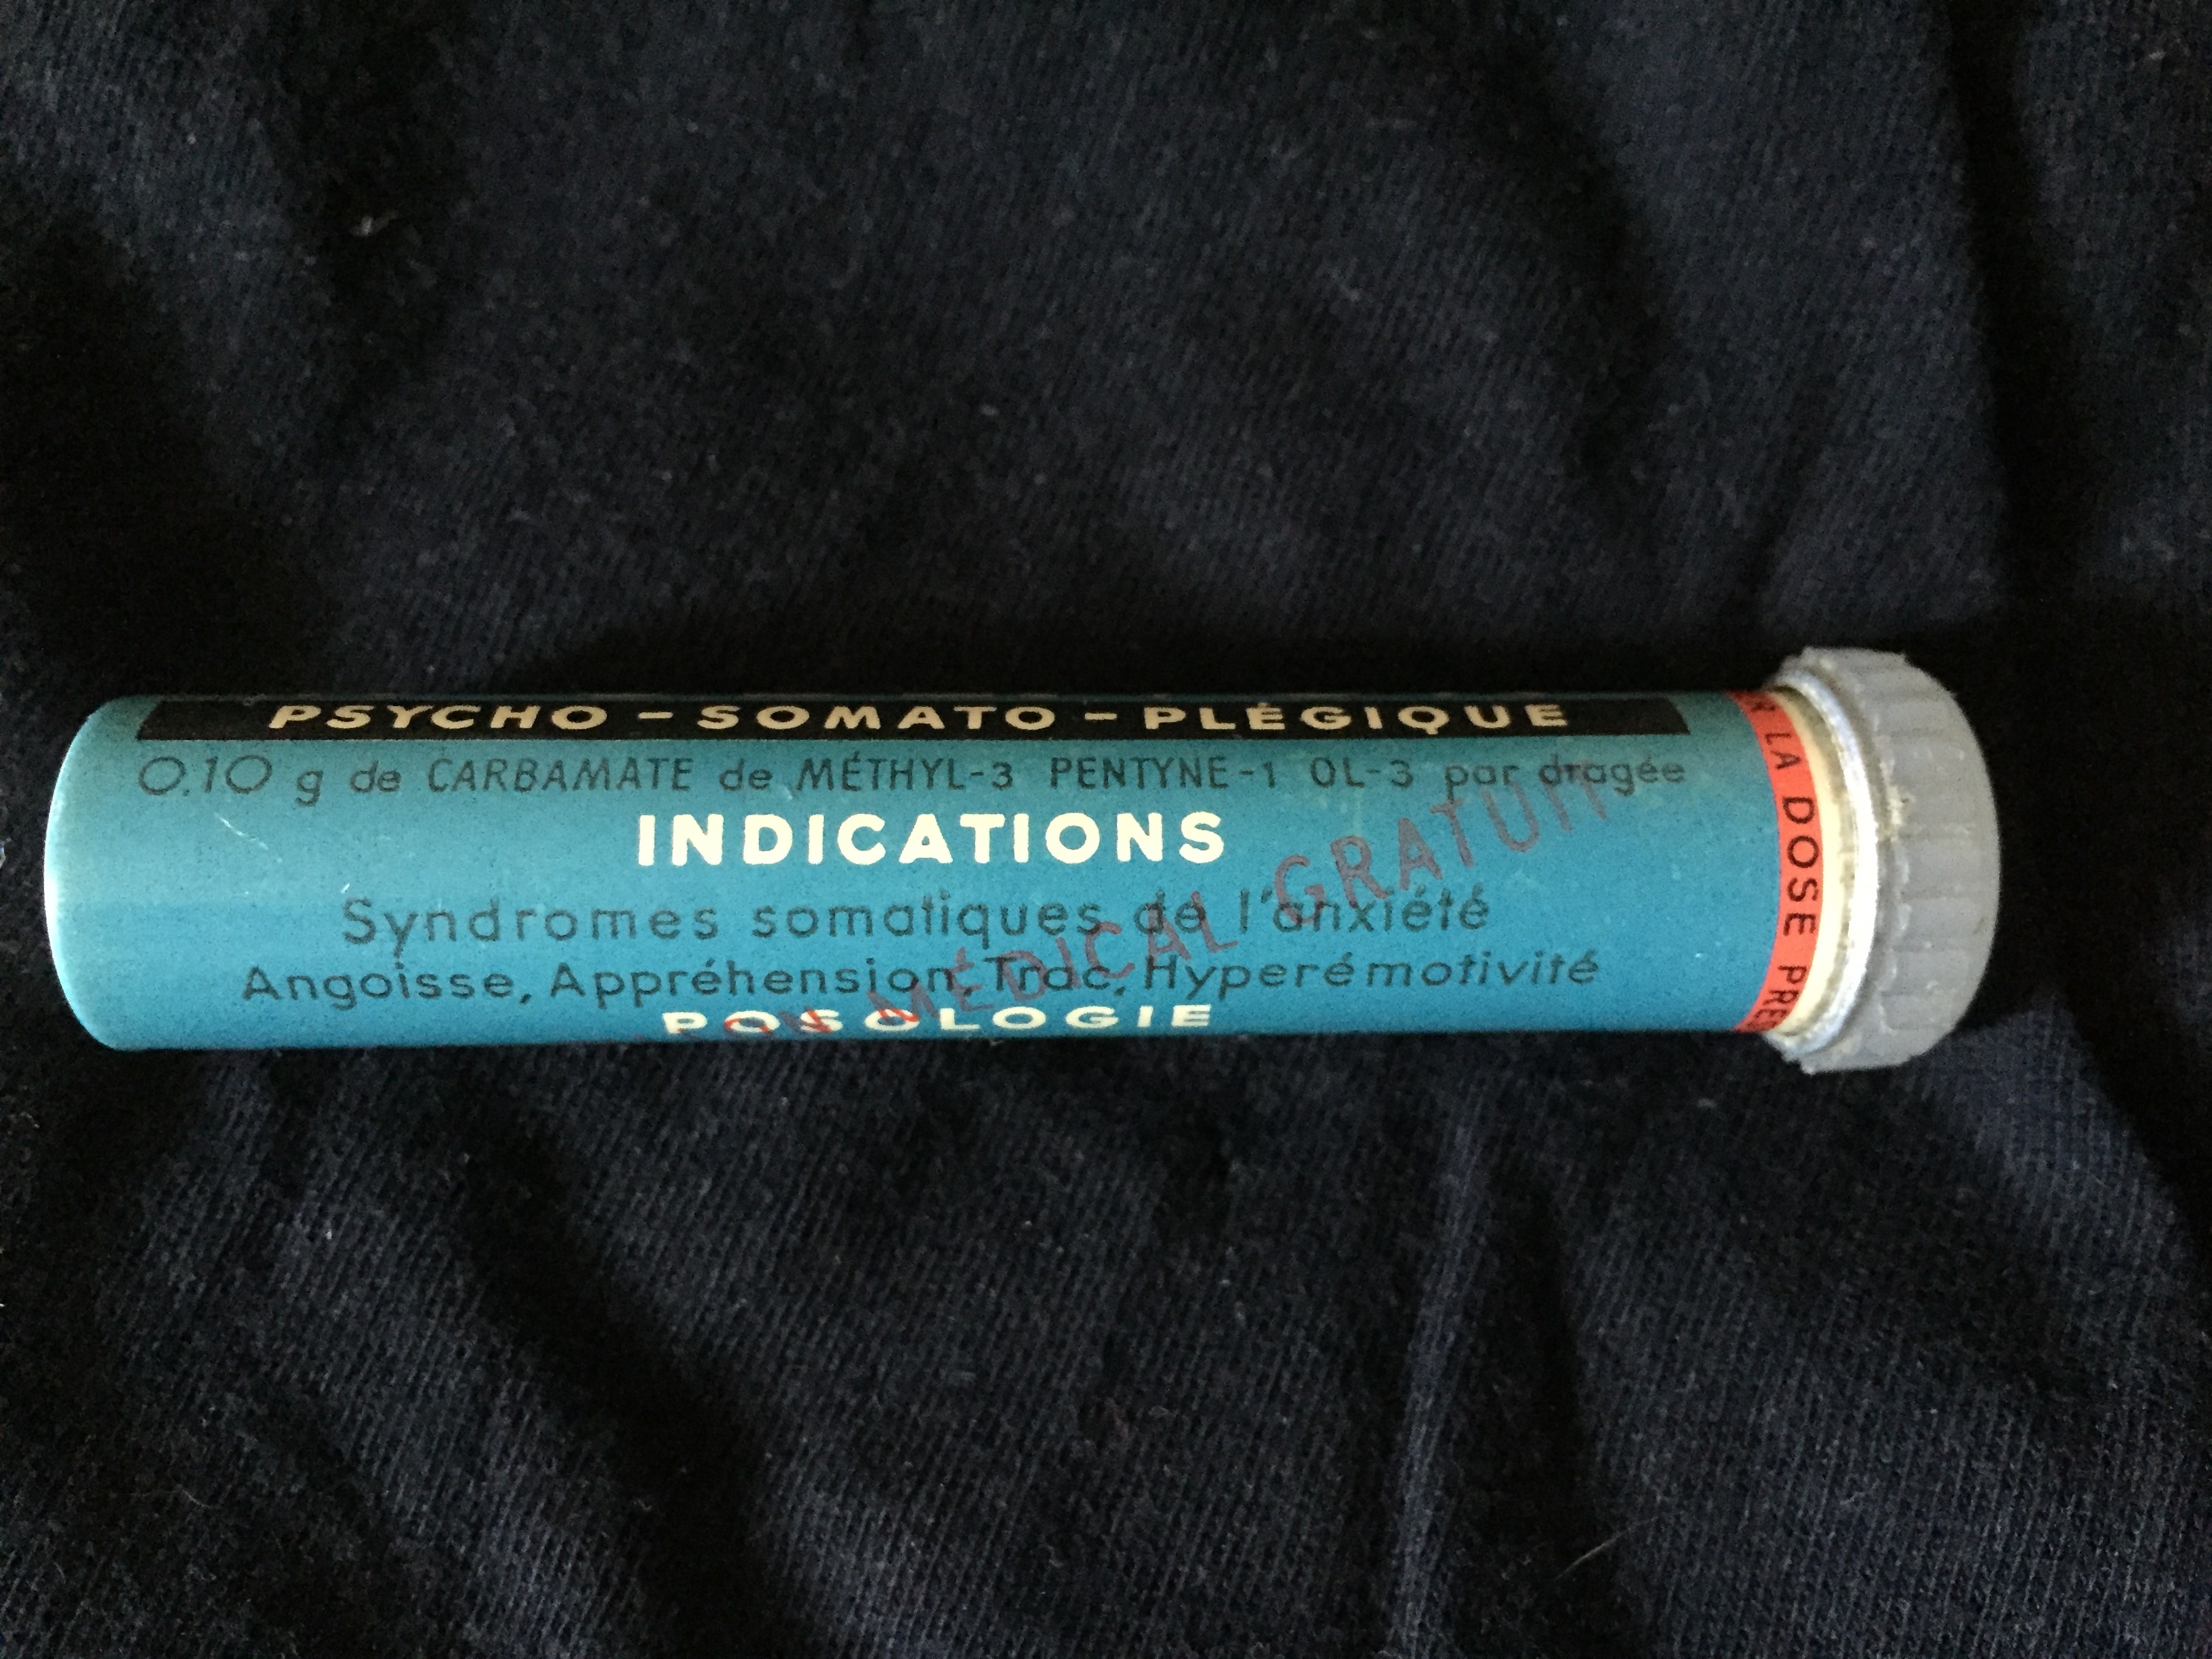 PSYCHO - SOMATO - PLÉGIQUE
0,10 g de CARBAMATE de MÉTHYL-3 PENTYNE-1 OL-3 par dragée
INDICATIONS
Syndromes somatiques de l'anxiété
Angoisse, Appréhension, Trac, Hyperémotivité
POSOLOGIE
MÉDICAL GRATUIT
LA DOSE